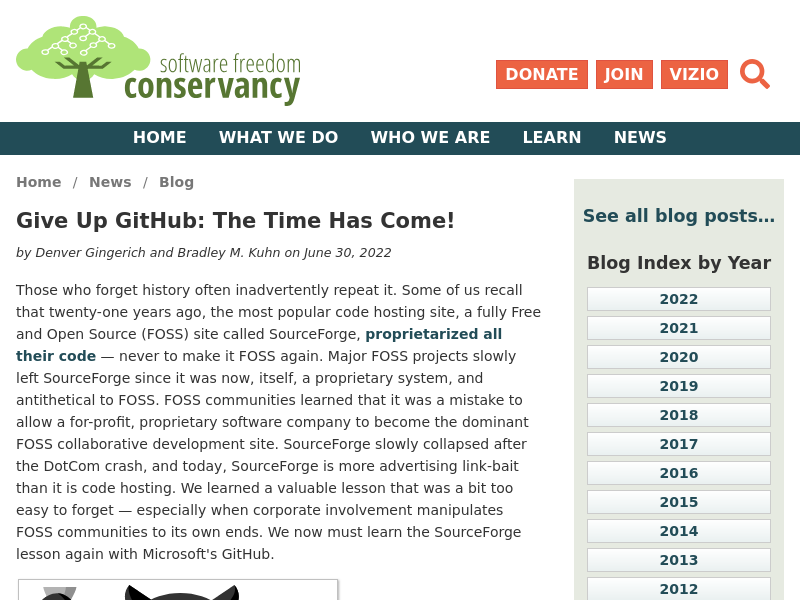 software freedom
conservancy
DONATE JOIN VIZIO
HOME WHAT WE DO WHO WE ARE LEARN NEWS
Home / News / Blog
Give Up GitHub: The Time Has Come!
by Denver Gingerich and Bradley M. Kuhn on June 30, 2022
Those who forget history often inadvertently repeat it. Some of us recall
that twenty-one years ago, the most popular code hosting site, a fully Free
and Open Source (FOSS) site called SourceForge, proprietarized all
their code — never to make it FOSS again. Major FOSS projects slowly
left SourceForge since it was now, itself, a proprietary system, and
antithetical to FOSS. FOSS communities learned that it was a mistake to
allow a for-profit, proprietary software company to become the dominant
FOSS collaborative development site. SourceForge slowly collapsed after
the DotCom crash, and today, SourceForge is more advertising link-bait
than it is code hosting. We learned a valuable lesson that was a bit too
easy to forget — especially when corporate involvement manipulates
FOSS communities to its own ends. We now must learn the SourceForge
lesson again with Microsoft's GitHub.
See all blog posts…
Blog Index by Year
2022
2021
2020
2019
2018
2017
2016
2015
2014
2013
2012